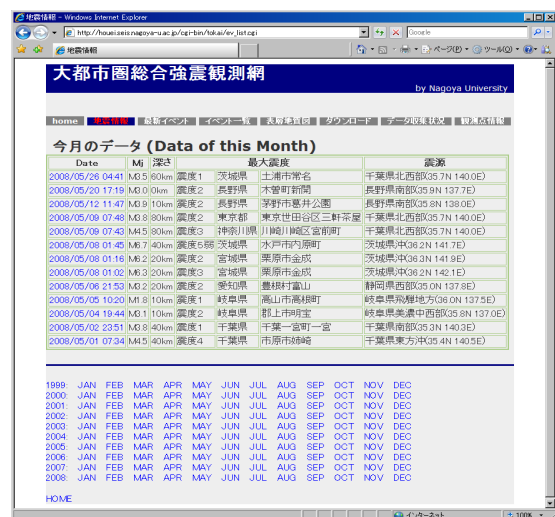 地震情報 - Windows Internet Explorer
http://houei.seis.nagoya-u.ac.jp/cgi-bin/tokai/ev_list.cgi
Google
地震情報
ページ(P)
ツール(O)
大都市圏総合強震観測網
by Nagoya University
home 地震情報 最新イベント イベント一覧 表層地質図 ダウンロード データ収集状況 観測点情報
今月のデータ (Data of this Month)
Date Mj 深さ 最大震度 震源
2008/05/26 04:41 M3.5 60km 震度1 茨城県 土浦市常名 千葉県北西部(35.7N 140.0E)
2008/05/20 17:19 M3.0 0km 震度2 長野県 木曽町新開 長野県南部(35.9N 137.7E)
2008/05/12 11:47 M3.9 10km 震度2 長野県 茅野市葛井公園 長野県南部(35.8N 138.0E)
2008/05/09 07:48 M3.8 80km 震度2 東京都 東京世田谷区三軒茶屋 千葉県北西部(35.7N 140.0E)
2008/05/09 07:43 M4.5 80km 震度3 神奈川県 川崎川崎区宮前町 千葉県北西部(35.7N 140.0E)
2008/05/08 01:45 M6.7 40km 震度5弱 茨城県 水戸市内原町 茨城県沖(36.2N 141.7E)
2008/05/08 01:16 M6.2 20km 震度2 宮城県 栗原市金成 茨城県沖(36.3N 141.9E)
2008/05/08 01:02 M6.3 20km 震度3 宮城県 栗原市金成 茨城県沖(36.2N 142.1E)
2008/05/06 21:53 M3.2 20km 震度2 愛知県 豊根村富山 静岡県西部(35.0N 137.8E)
2008/05/05 10:20 M1.8 10km 震度1 岐阜県 高山市高根町 岐阜県飛騨地方(36.0N 137.5E)
2008/05/04 19:44 M3.1 10km 震度2 岐阜県 郡上市明宝 岐阜県美濃中西部(35.8N 137.0E)
2008/05/02 23:51 M3.8 40km 震度1 千葉県 千葉一宮町一宮 千葉県南部(35.3N 140.3E)
2008/05/01 07:34 M4.5 40km 震度4 千葉県 市原市姉崎 千葉県東方沖(35.4N 140.5E)
1999: JAN FEB MAR APR MAY JUN JUL AUG SEP OCT NOV DEC
2000: JAN FEB MAR APR MAY JUN JUL AUG SEP OCT NOV DEC
2001: JAN FEB MAR APR MAY JUN JUL AUG SEP OCT NOV DEC
2002: JAN FEB MAR APR MAY JUN JUL AUG SEP OCT NOV DEC
2003: JAN FEB MAR APR MAY JUN JUL AUG SEP OCT NOV DEC
2004: JAN FEB MAR APR MAY JUN JUL AUG SEP OCT NOV DEC
2005: JAN FEB MAR APR MAY JUN JUL AUG SEP OCT NOV DEC
2006: JAN FEB MAR APR MAY JUN JUL AUG SEP OCT NOV DEC
2007: JAN FEB MAR APR MAY JUN JUL AUG SEP OCT NOV DEC
2008: JAN FEB MAR APR MAY JUN JUL AUG SEP OCT NOV DEC
HOME
インターネット 100%